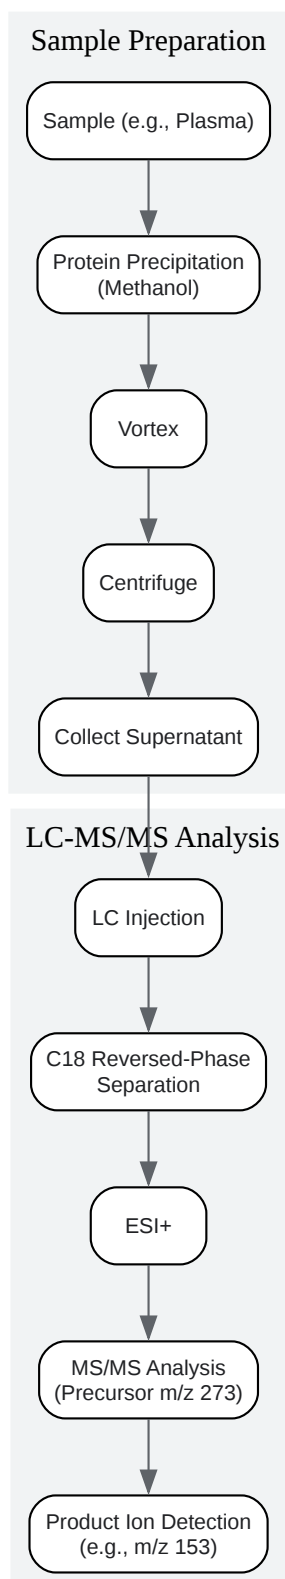 Sample Preparation
Sample (e.g., Plasma)
Protein Precipitation
(Methanol)
Vortex
Centrifuge
Collect Supernatant
LC-MS/MS Analysis
LC Injection
C18 Reversed-Phase
Separation
ESI+
MS/MS Analysis
(Precursor m/z 273)
Product Ion Detection
(e.g., m/z 153)